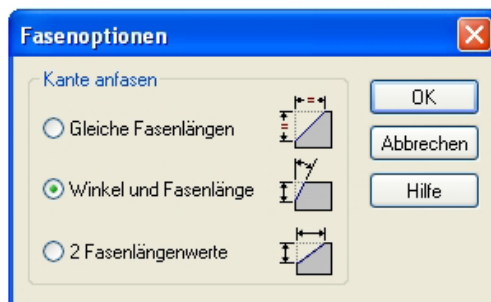 Fasenoptionen
Kante anfasen
Gleiche Fasenlängen
Winkel und Fasenlänge
2 Fasenlängenwerte
OK
Abbrechen
Hilfe